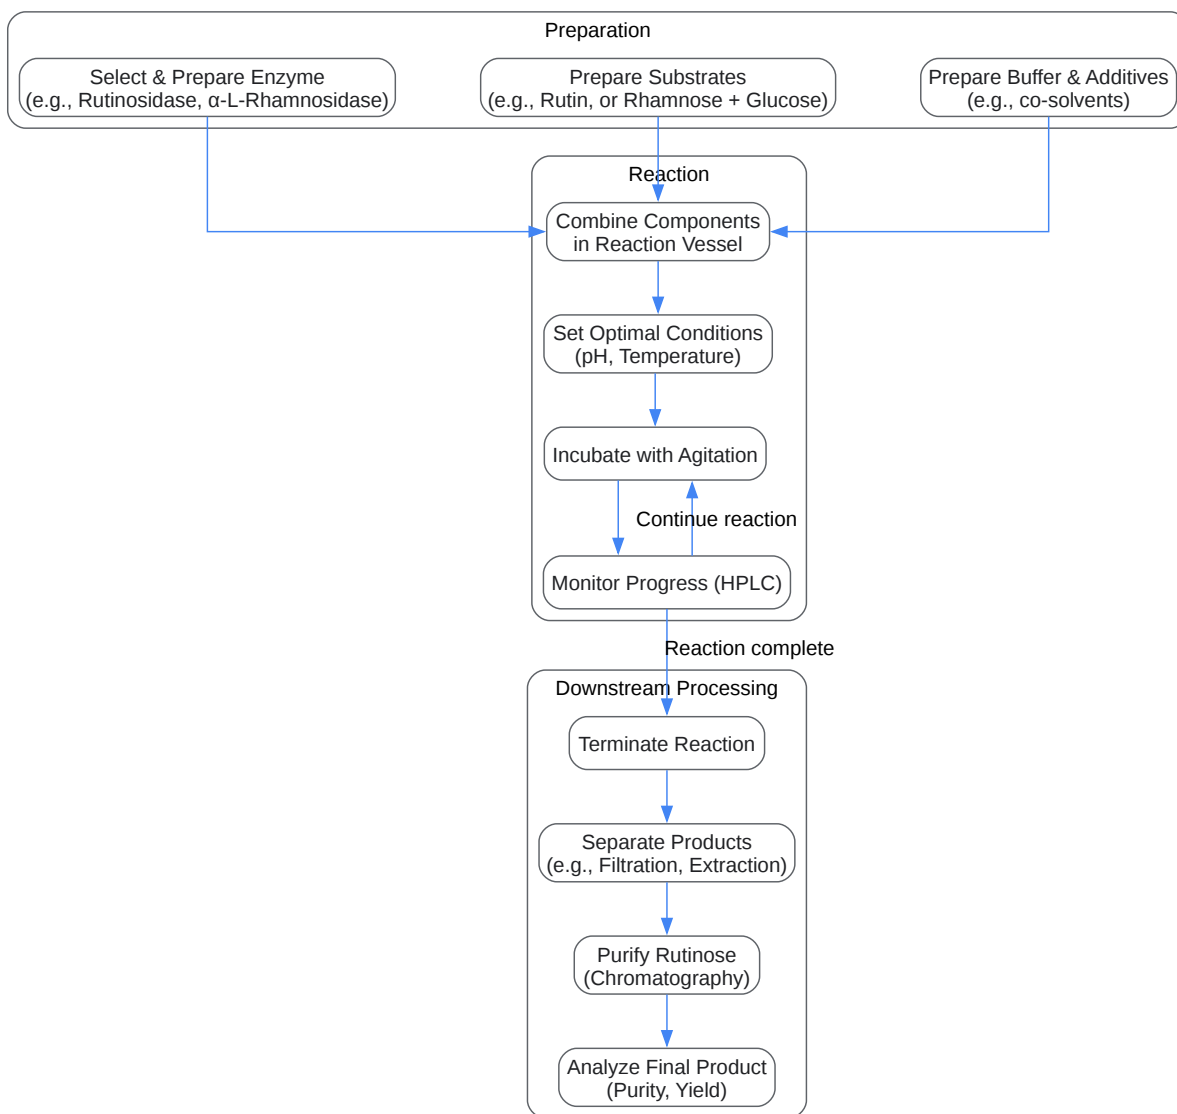 Preparation
Select & Prepare Enzyme
(e.g., Rutinosidase, α-L-Rhamnosidase)
Prepare Substrates
(e.g., Rutin, or Rhamnose + Glucose)
Prepare Buffer & Additives
(e.g., co-solvents)
Reaction
Combine Components
in Reaction Vessel
Set Optimal Conditions
(pH, Temperature)
Incubate with Agitation
Continue reaction
Monitor Progress (HPLC)
Reaction complete
Downstream Processing
Terminate Reaction
Separate Products
(e.g., Filtration, Extraction)
Purify Rutinose
(Chromatography)
Analyze Final Product
(Purity, Yield)